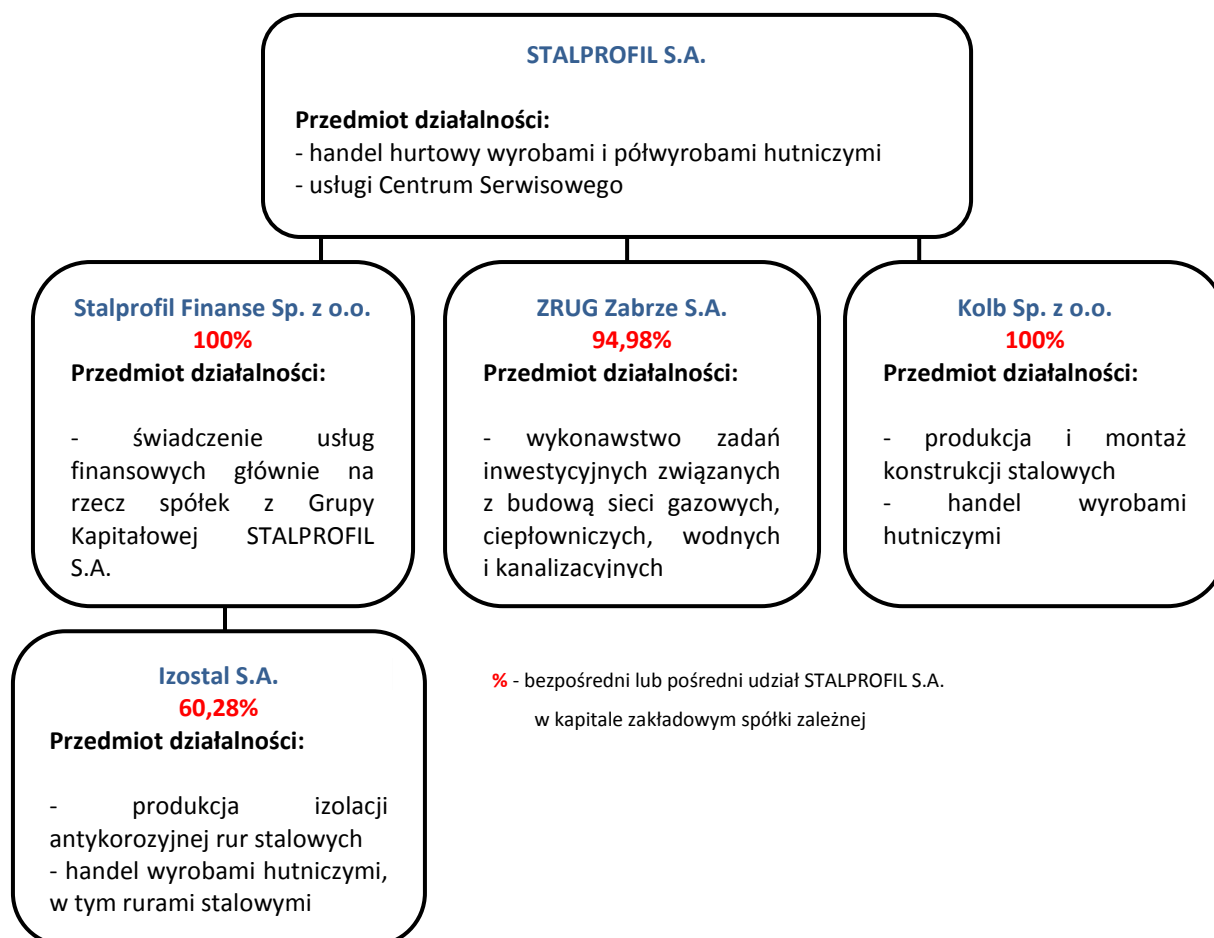 STALPROFIL S.A.
Przedmiot działalności:
- handel hurtowy wyrobami i półwyrobami hutniczymi
- usługi Centrum Serwisowego
Stalprofil Finanse Sp. z o.o.
100%
Przedmiot działalności:
- świadczenie usług
finansowych głównie na
rzecz spółek z Grupy
Kapitałowej STALPROFIL
S.A.
ZRUG Zabrze S.A.
94,98%
Przedmiot działalności:
- wykonawstwo zadań
inwestycyjnych związanych
z budową sieci gazowych,
ciepłowniczych, wodnych
i kanalizacyjnych
Kolb Sp. z o.o.
100%
Przedmiot działalności:
- produkcja i montaż
konstrukcji stalowych
- handel wyrobami
hutniczymi
Izostal S.A.
60,28%
Przedmiot działalności:
- produkcja izolacji
antykorozyjnej rur stalowych
- handel wyrobami hutniczymi,
w tym rurami stalowymi
% - bezpośredni lub pośredni udział STALPROFIL S.A.
w kapitale zakładowym spółki zależnej